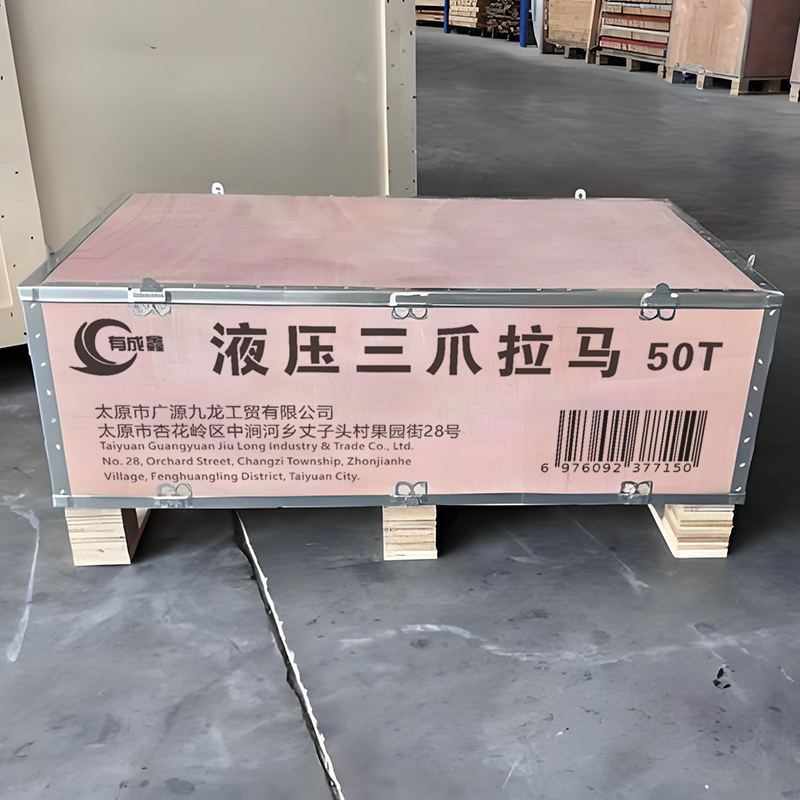 有成鑫
液压三爪拉马 50T
太原市广源九龙工贸有限公司
太原市杏花岭区中涧河乡丈子头村果园街28号
Taiyuan Guangyuan Jiu Long Industry & Trade Co., Ltd.
No. 28, Orchard Street, Changzi Township, Zhonjianhe
Village, Fenghuangling District, Taiyuan City.
6 976092 377150